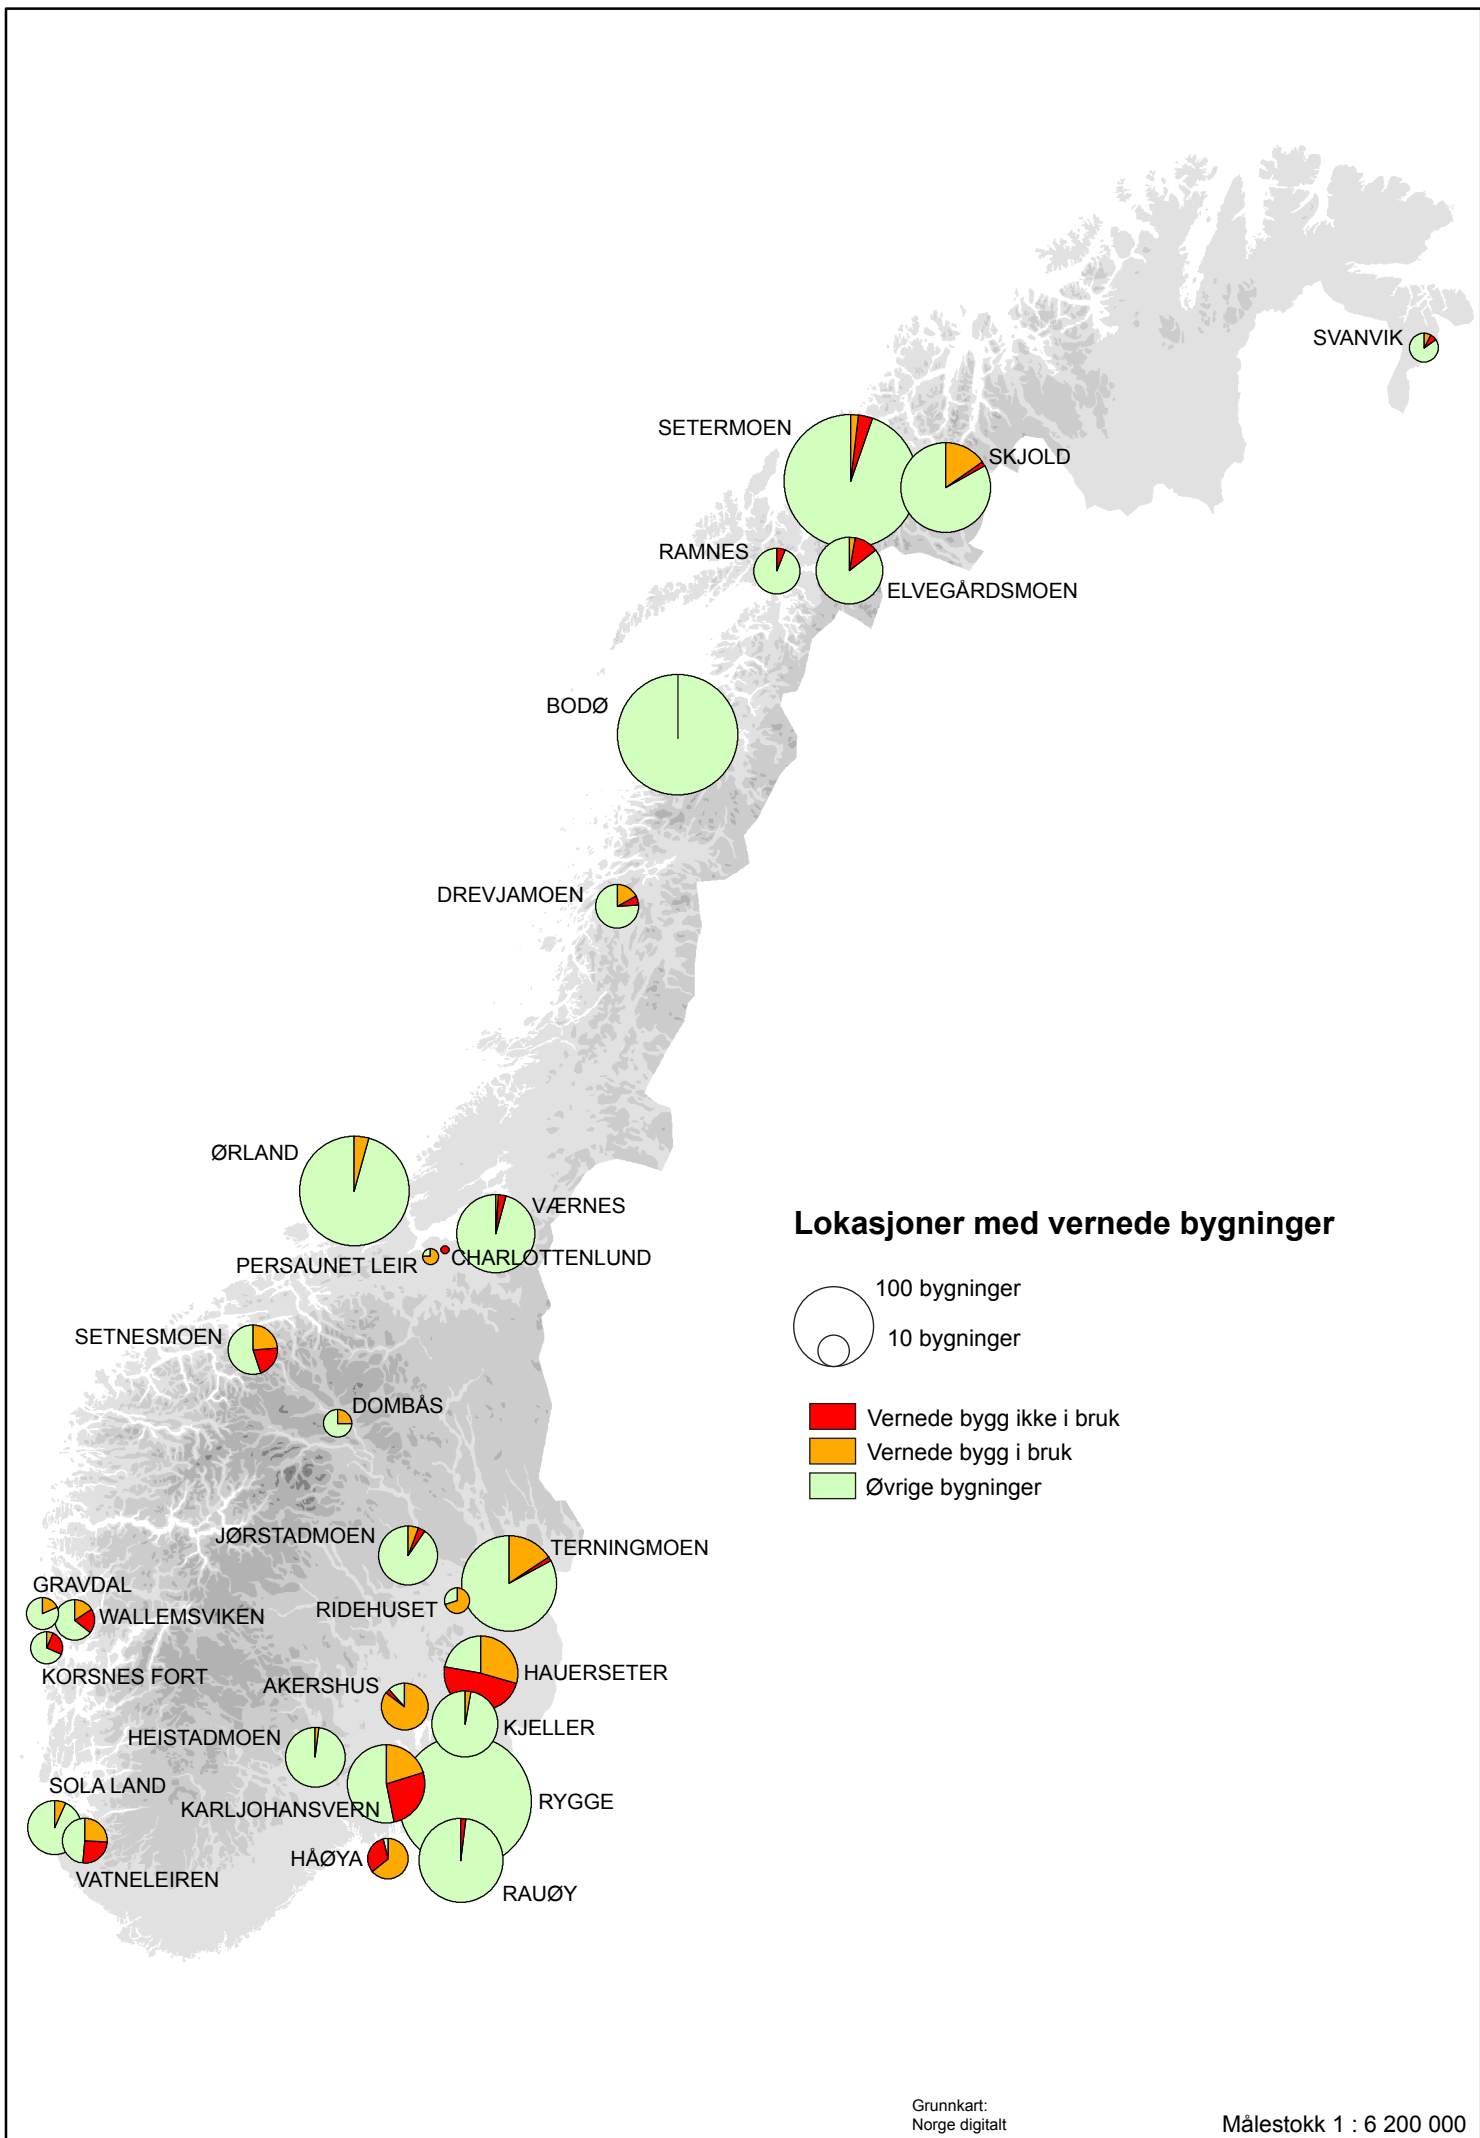 SVANVIK
SETERMOEN
SKJOLD
RAMNES
ELVEGÅRDSMOEN
BODØ
DREVJAMOEN
ØRLAND
VÆRNES
PERSAUNET LEIR
CHARLOTTENLUND
Lokasjoner med vernede bygninger
100 bygninger
10 bygninger
Vernede bygg ikke i bruk
Vernede bygg i bruk
Øvrige bygninger
SETNESMOEN
DOMBÅS
JØRSTADMOEN
TERNINGMOEN
GRAVDAL
WALLEMSVIKEN
RIDEHUSET
KORSNES FORT
HAUERSETER
AKERSHUS
KJELLER
HEISTADMOEN
SOLA LAND
KARLJOHANSVERN
RYGGE
HÅØYA
VATNELEIREN
RAUØY
Grunnkart:
Norge digitalt
Målestokk 1 : 6 200 000